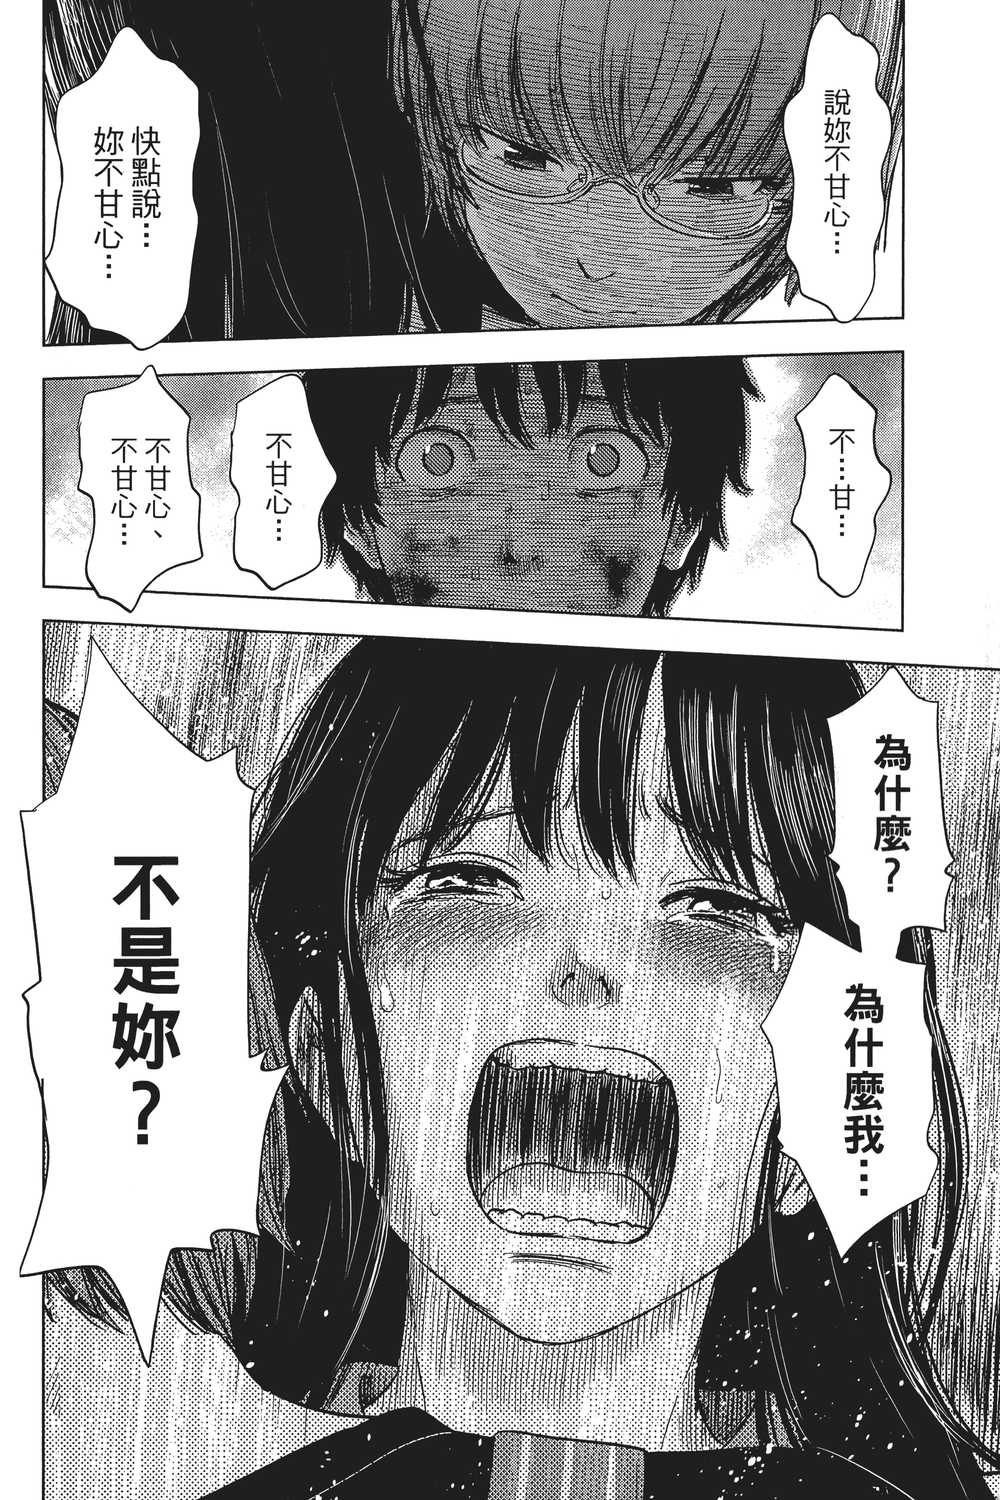 說妳不甘心…
快點說…
妳不甘心…
不…甘…
不甘心…
不甘心、
不甘心…
為什麼？
為什麼我…
不是妳？